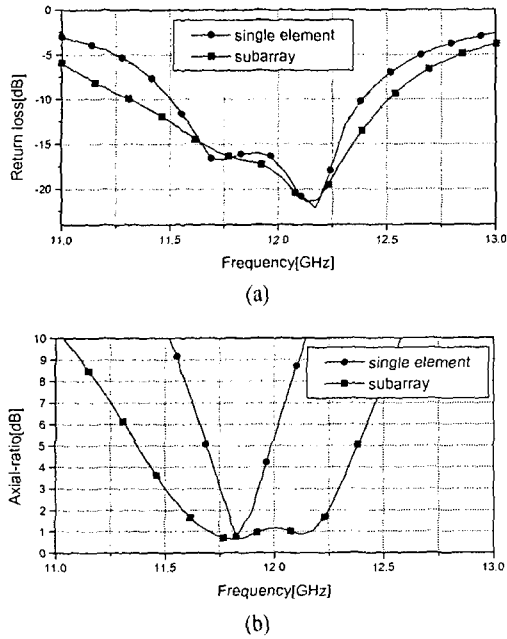 0
-5
-10
-15
-20
Return loss[dB]
single element
subarray
11.0
11.5
12.0
12.5
13.0
Frequency[GHz]
(a)
10
9
8
7
6
5
4
3
2
1
0
Axial-ratio[dB]
single element
subarray
11.0
11.5
12.0
12.5
13.0
Frequency[GHz]
(b)